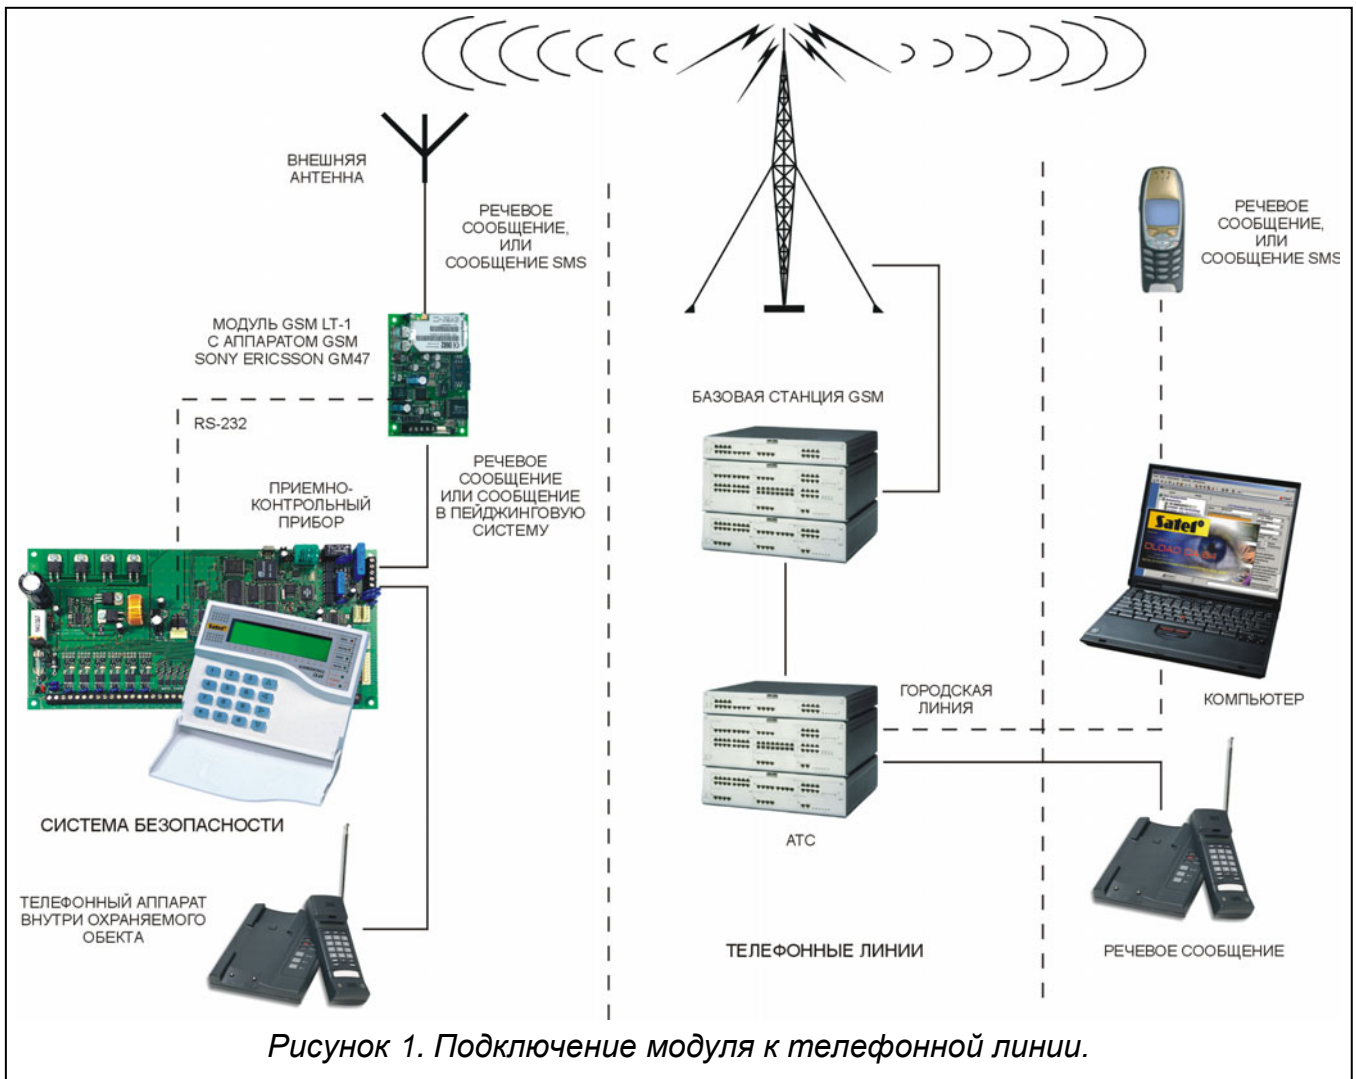 ВНЕШНЯЯ
АНТЕННА
РЕЧЕВОЕ
СООБЩЕНИЕ,
ИЛИ
СООБЩЕНИЕ SMS
МОДУЛЬ GSM LT-1
С АППАРАТОМ GSM
SONY ERICSSON GM47
RS-232
РЕЧЕВОЕ
СООБЩЕНИЕ
ИЛИ СООБЩЕНИЕ
В ПЕЙДЖИНГОВУЮ
СИСТЕМУ
ПРИЕМНО-
КОНТРОЛЬНЫЙ
ПРИБОР
Satel
СИСТЕМА БЕЗОПАСНОСТИ
ТЕЛЕФОННЫЙ АППАРАТ
ВНУТРИ ОХРАНЯЕМОГО
ОБЕКТА
БАЗОВАЯ СТАНЦИЯ GSM
ГОРОДСКАЯ
ЛИНИЯ
АТС
ТЕЛЕФОННЫЕ ЛИНИИ
РЕЧЕВОЕ
СООБЩЕНИЕ,
ИЛИ
СООБЩЕНИЕ SMS
Satel
КОМПЬЮТЕР
РЕЧЕВОЕ СООБЩЕНИЕ
Рисунок 1. Подключение модуля к телефонной линии.